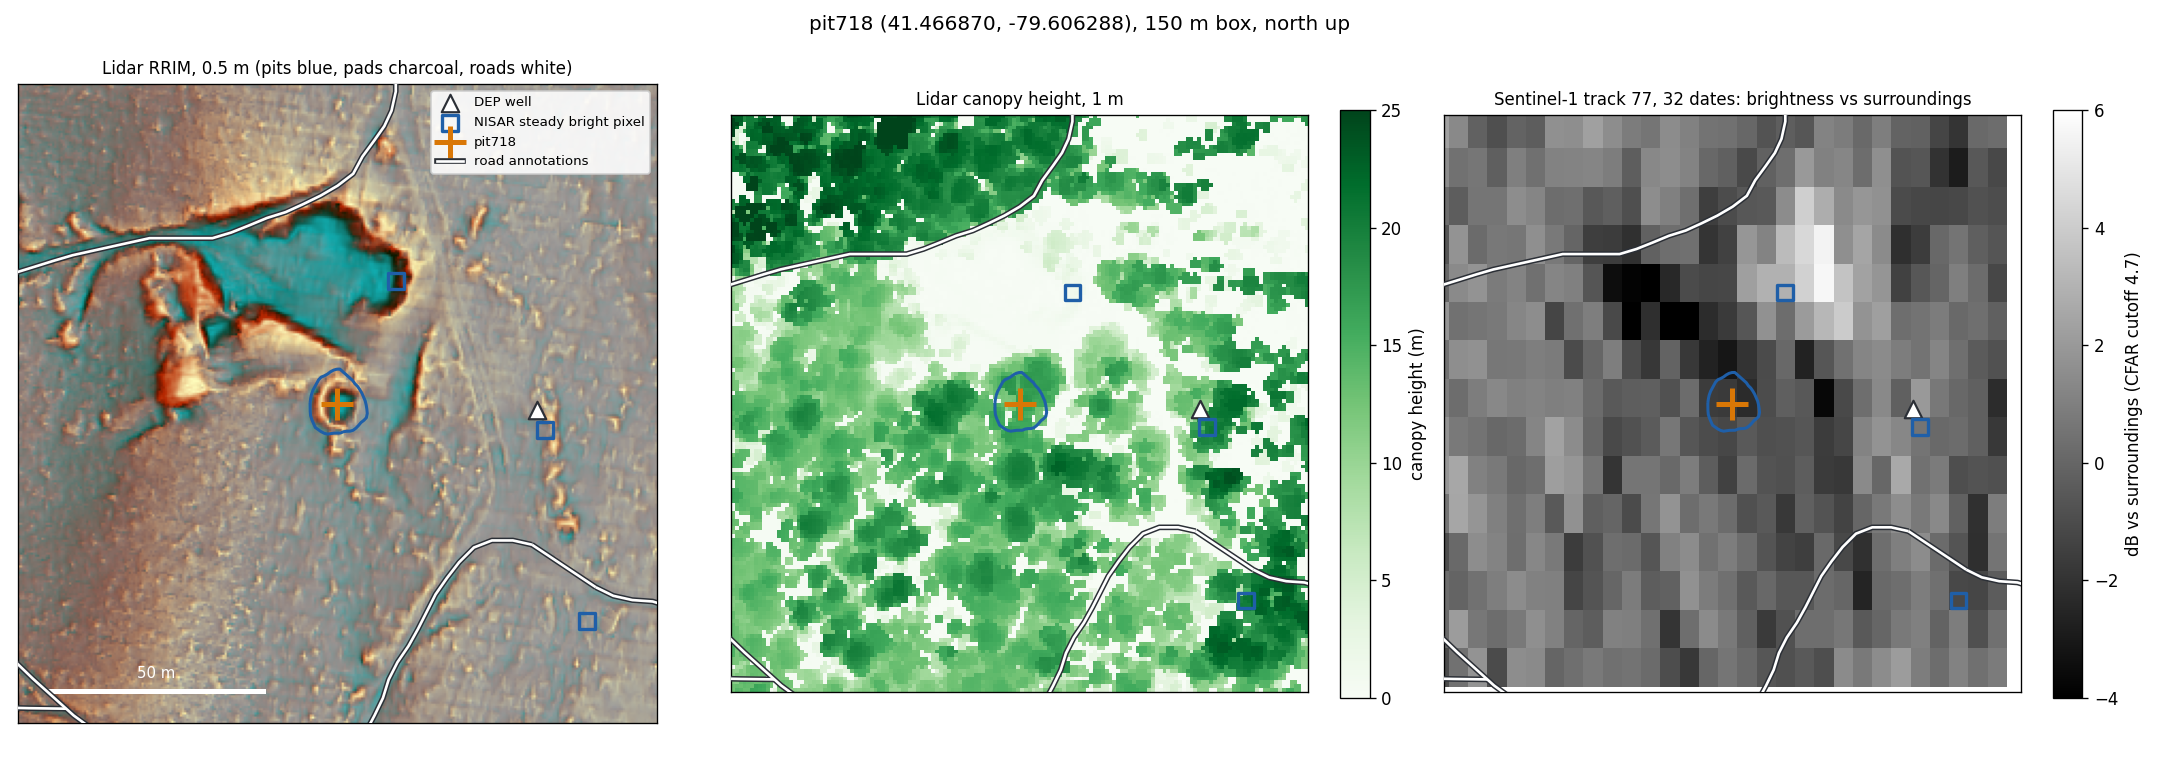 pit718 (41.466870, -79.606288), 150 m box, north up
Lidar RRIM, 0.5 m (pits blue, pads charcoal, roads white)
DEP well
NISAR steady bright pixel
pit718
road annotations
50 m
Lidar canopy height, 1 m
25
20
15
10
5
0
canopy height (m)
Sentinel-1 track 77, 32 dates: brightness vs surroundings
6
4
2
0
−2
−4
dB vs surroundings (CFAR cutoff 4.7)